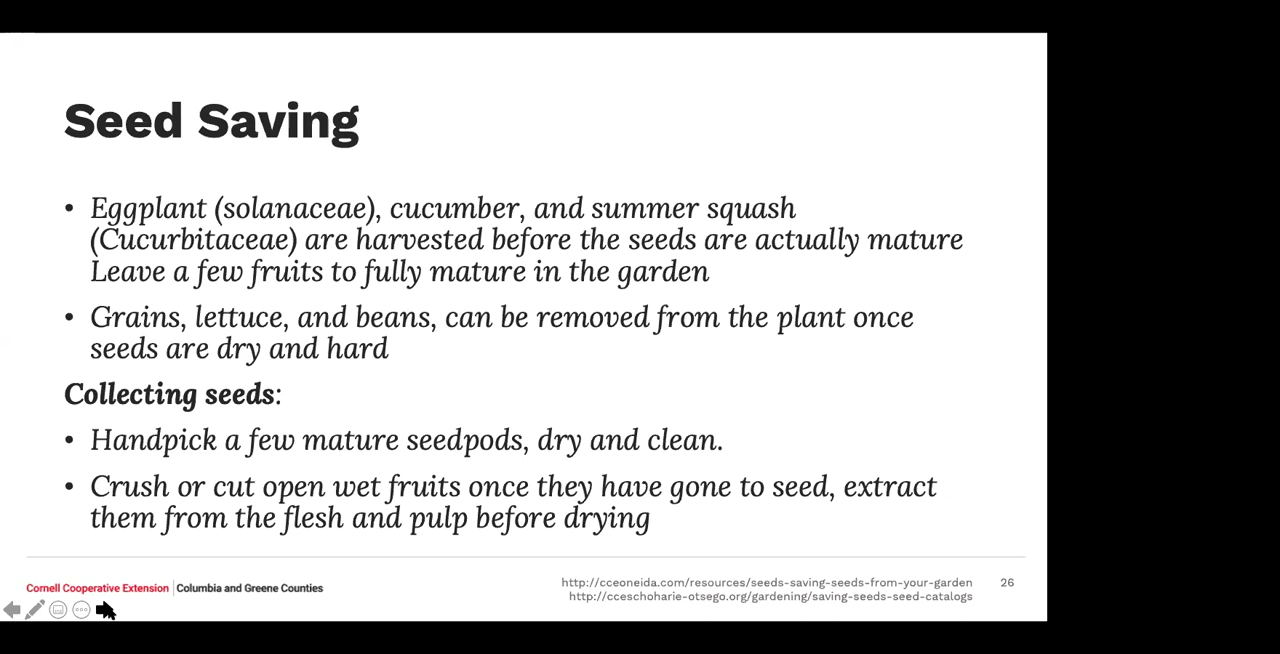 Seed Saving
• Eggplant (solanaceae), cucumber, and summer squash
(Cucurbitaceae) are harvested before the seeds are actually mature
Leave a few fruits to fully mature in the garden
• Grains, lettuce, and beans, can be removed from the plant once
seeds are dry and hard
Collecting seeds:
• Handpick a few mature seedpods, dry and clean.
• Crush or cut open wet fruits once they have gone to seed, extract
them from the flesh and pulp before drying
Cornell Cooperative Extension | Columbia and Greene Counties
http://cceoneida.com/resources/seeds-saving-seeds-from-your-garden
http://cceschoharie-otsego.org/gardening/saving-seeds-seed-catalogs
26